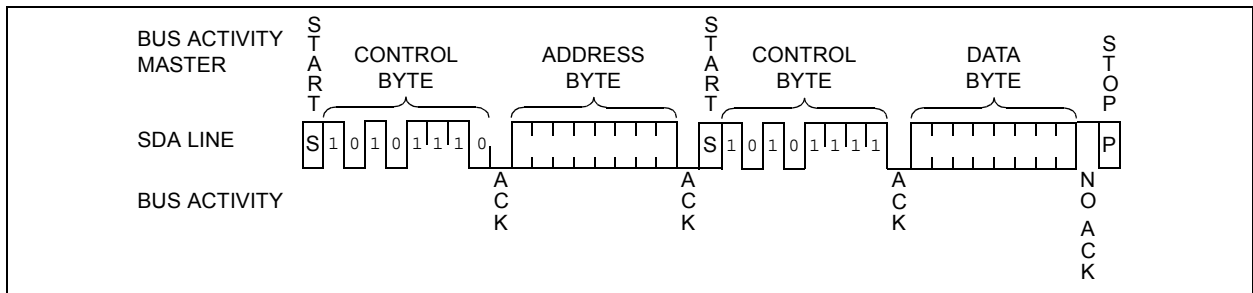 BUS ACTIVITY
MASTER
START
CONTROL
BYTE
ADDRESS
BYTE
START
CONTROL
BYTE
DATA
BYTE
STOP
SDA LINE
S 1 0 1 0 1 1 1 0
S 1 0 1 0 1 1 1 1
P
BUS ACTIVITY
ACK
ACK
ACK
NO ACK